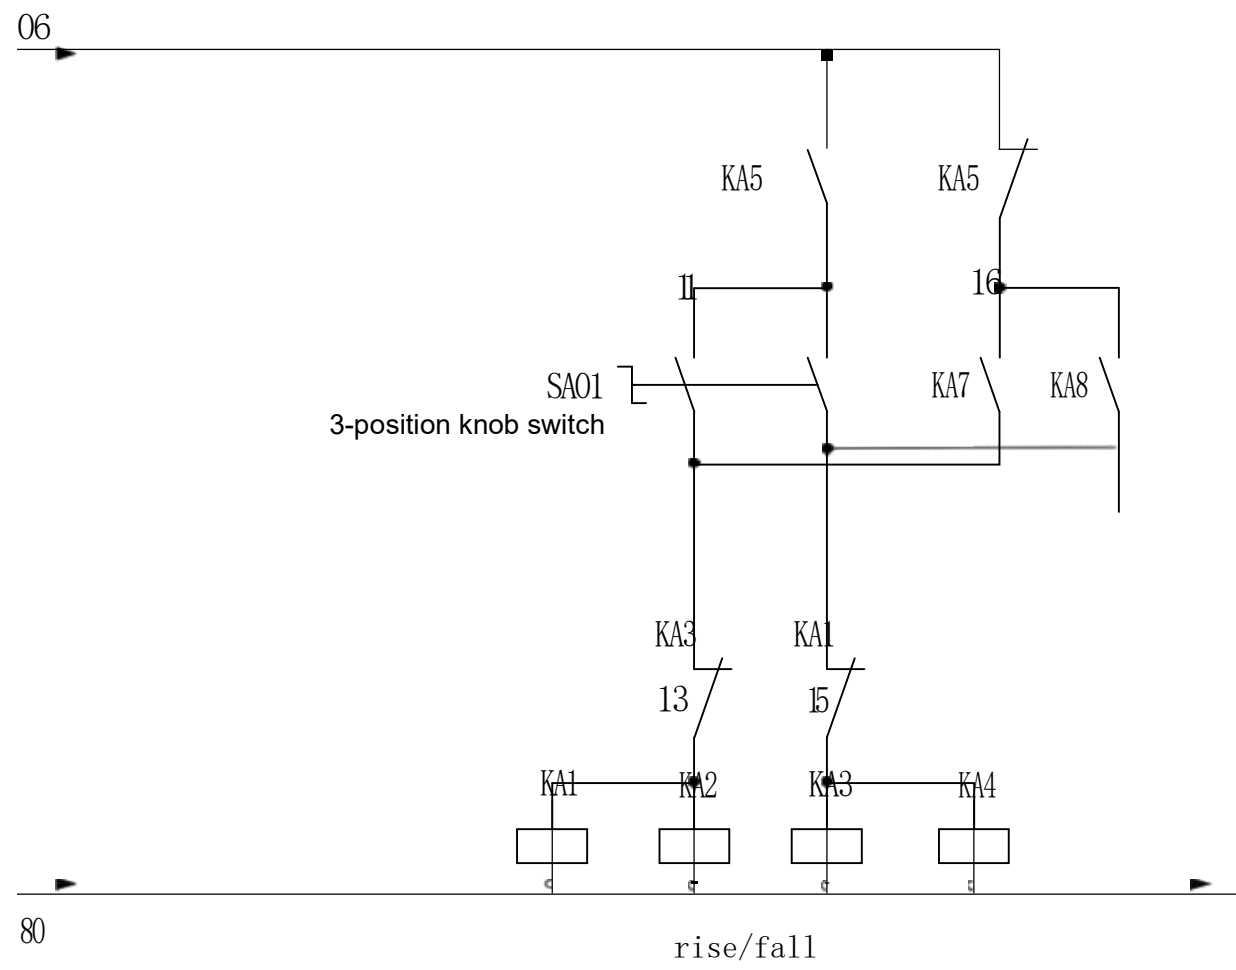 06
KA5 KA5
11 16
SA01 KA7 KA8
3-position knob switch
KA3 KA1
13 15
KA1 KA2 KA3 KA4
80
rise/fall